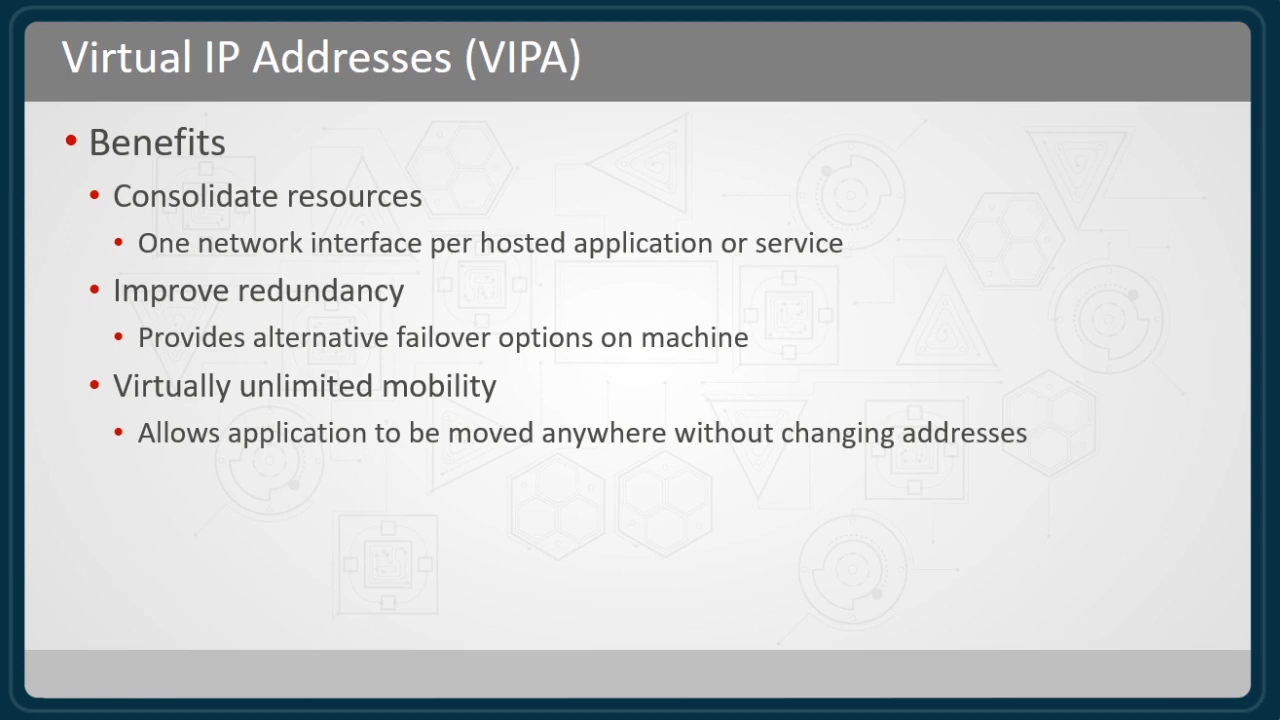 Virtual IP Addresses (VIPA)
• Benefits
• Consolidate resources
• One network interface per hosted application or service
• Improve redundancy
• Provides alternative failover options on machine
• Virtually unlimited mobility
• Allows application to be moved anywhere without changing addresses